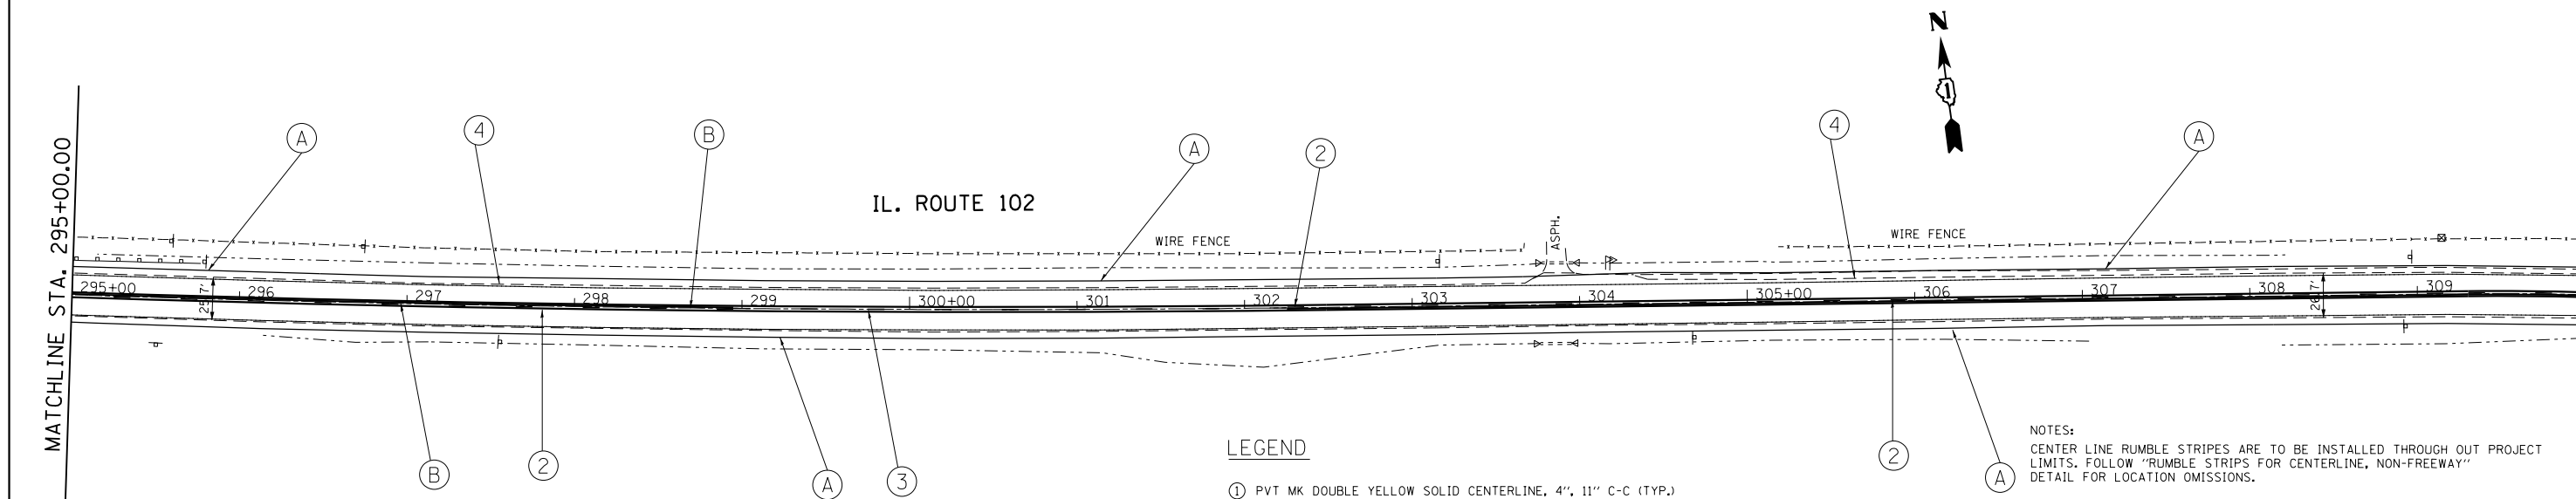 N
1
MATCHLINE STA. 295+00.00
A
4
B
A
2
4
A
IL. ROUTE 102
WIRE FENCE
ASPH.
WIRE FENCE
295+00
296
297
298
299
300+00
301
302
303
304
305+00
306
307
308
309
B
2
A
3
2
A
LEGEND
① PVT MK DOUBLE YELLOW SOLID CENTERLINE, 4", 11" C-C (TYP.)
NOTES:
CENTER LINE RUMBLE STRIPES ARE TO BE INSTALLED THROUGH OUT PROJECT
LIMITS. FOLLOW "RUMBLE STRIPS FOR CENTERLINE, NON-FREEWAY"
DETAIL FOR LOCATION OMISSIONS.